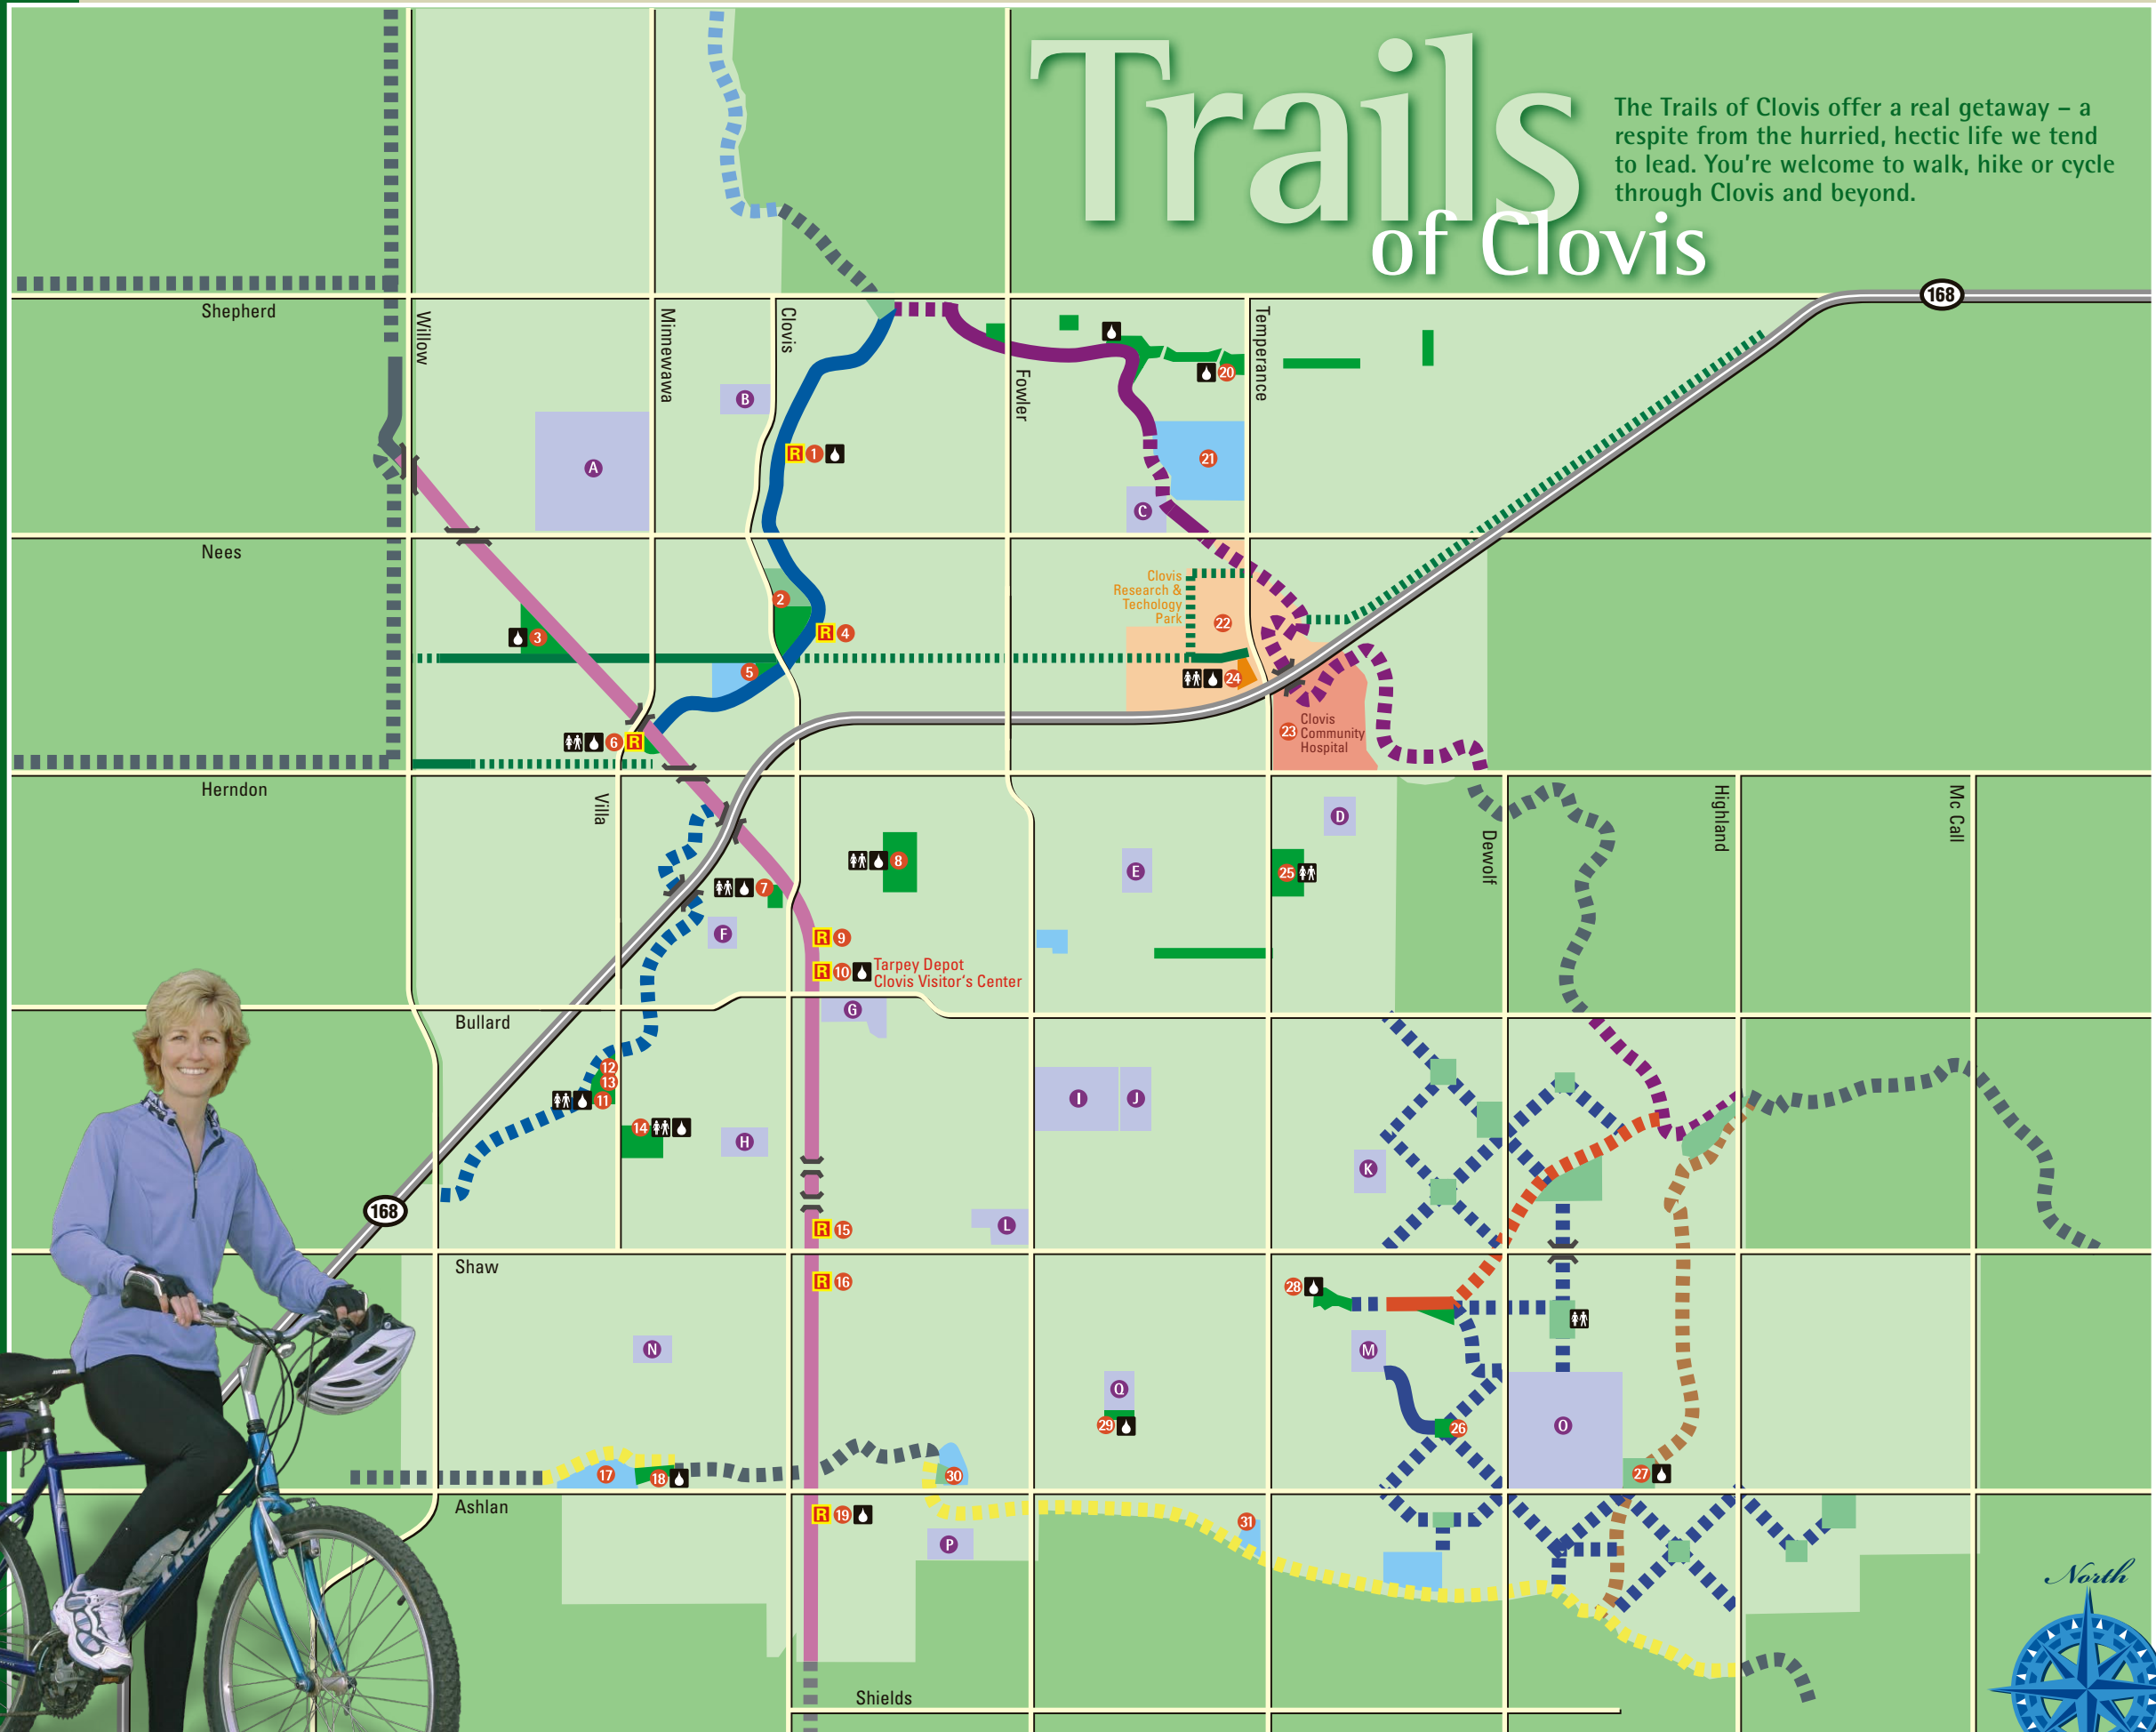 Trails
of Clovis
The Trails of Clovis offer a real getaway – a
respite from the hurried, hectic life we tend
to lead. You're welcome to walk, hike or cycle
through Clovis and beyond.
168
Shepherd
Willow
Minnewawa
Clovis
Fowler
Temperance
20
B
R 1
A
21
C
Nees
Clovis
Research &
Techology
Park
2
22
3
R 4
5
24
6 R
23
Clovis
Community
Hospital
Herndon
Villa
Dewolf
Highland
Mc Call
D
8
E
25
7
F
R 9
R 10
Tarpey Depot
Clovis Visitor's Center
G
Bullard
12
13
11
I
J
14
H
K
168
L
R 15
Shaw
R 16
28
N
M
Q
29
26
O
17
18
30
27
Ashlan
R 19
31
P
TREK
North
Shields